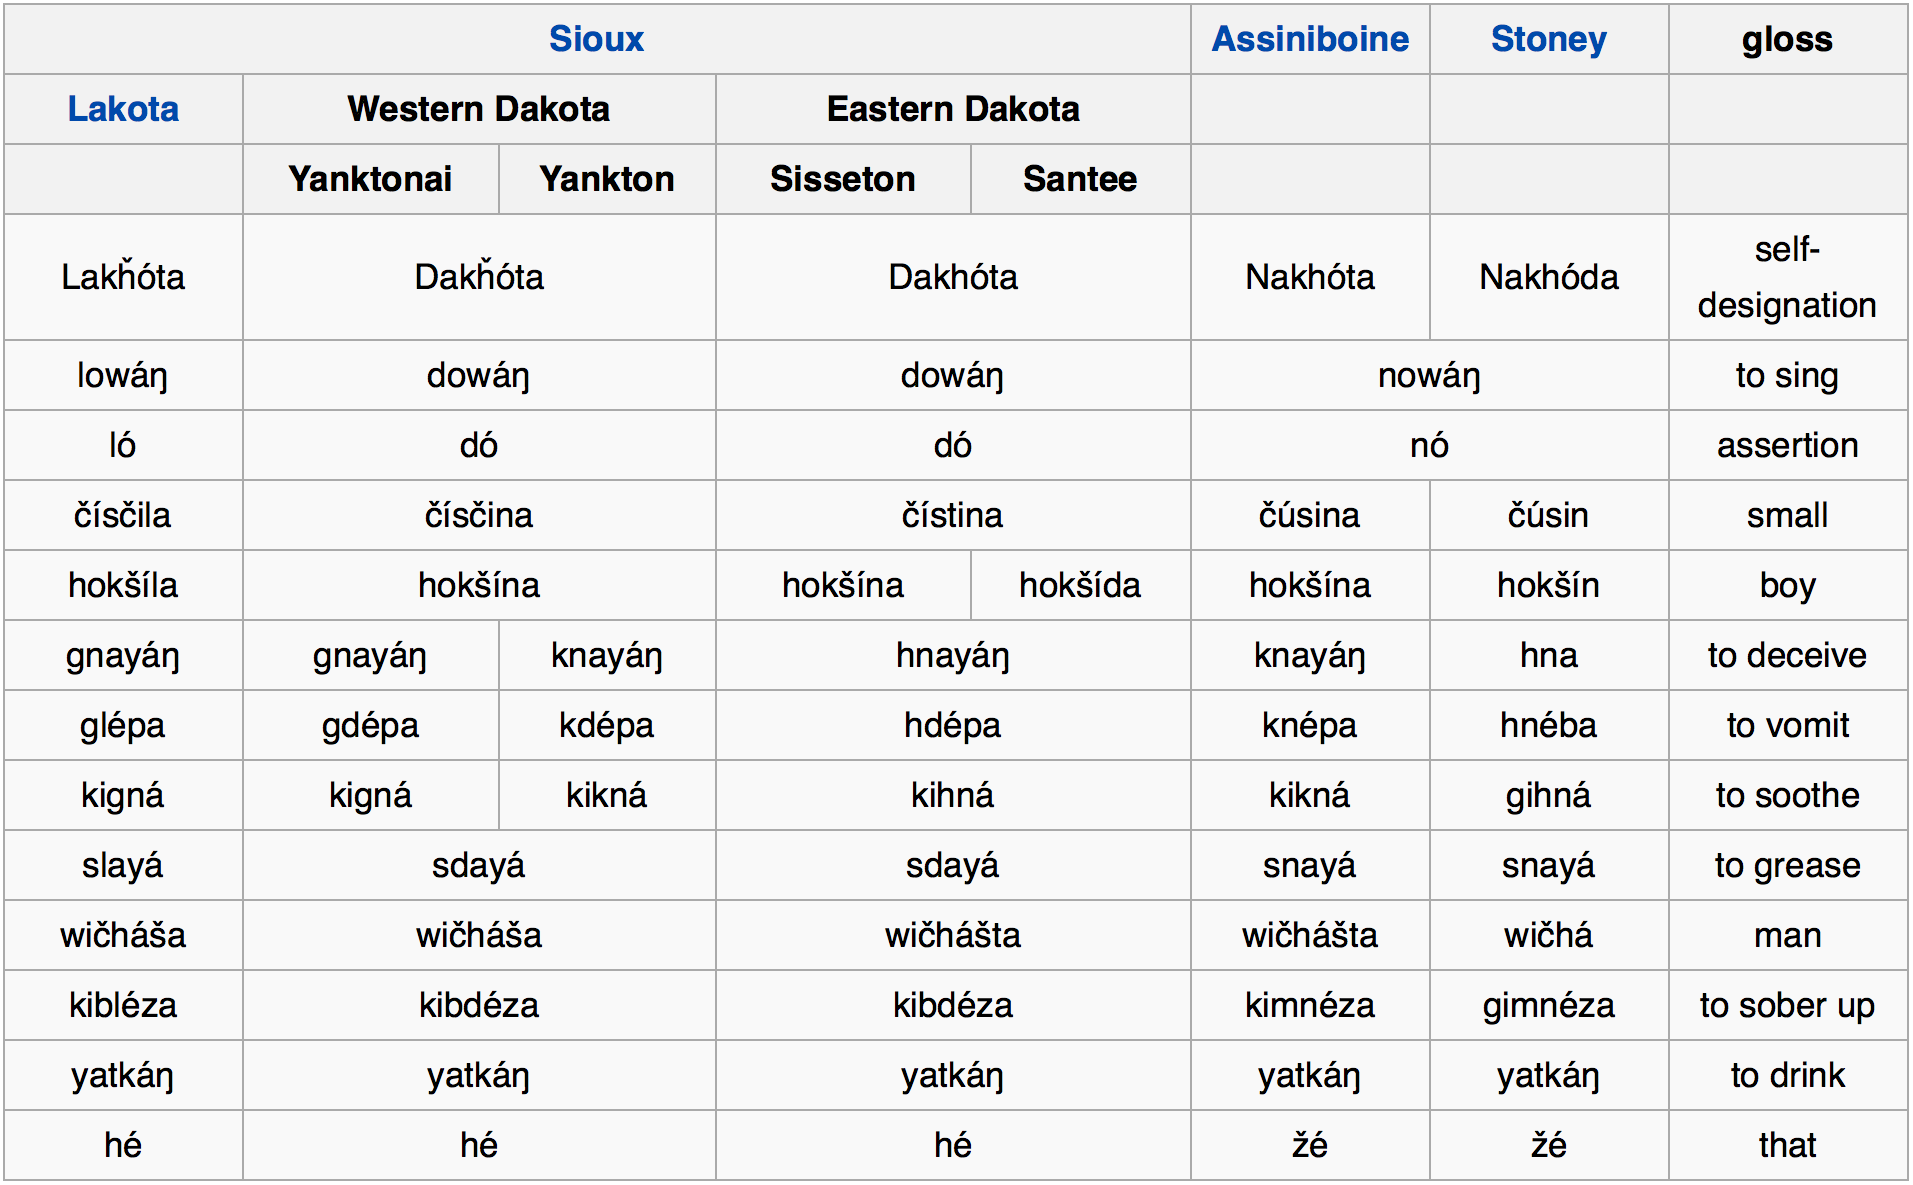 Sioux Assiniboine Stoney gloss
Lakota Western Dakota Eastern Dakota
Yanktonai Yankton Sisseton Santee
Lakȟóta Dakȟóta Dakhóta Nakhóta Nakhóda self-
designation
lowáŋ dowáŋ dowáŋ nowáŋ to sing
ló dó dó nó assertion
čísčila čísčina čístina čúsina čúsin small
hokšíla hokšína hokšína hokšída hokšína hokšín boy
gnayáŋ gnayáŋ knayáŋ hnayáŋ knayáŋ hna to deceive
glépa gdépa kdépa hdépa knépa hnéba to vomit
kigná kigná kikná kihná kikná gihná to soothe
slayá sdayá sdayá snayá snayá to grease
wičháša wičháša wičhášta wičhášta wičhá man
kibléza kibdéza kibdéza kimnéza gimnéza to sober up
yatkáŋ yatkáŋ yatkáŋ yatkáŋ yatkáŋ to drink
hé hé hé žé žé that